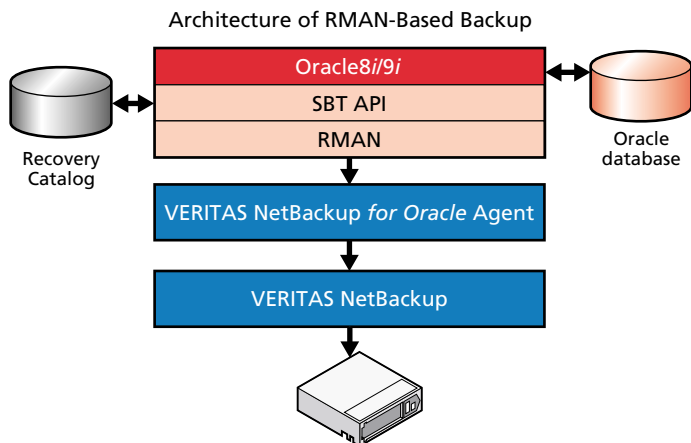 Architecture of RMAN-Based Backup
Oracle8i/9i
SBT API
RMAN
Recovery
Catalog
Oracle
database
VERITAS NetBackup for Oracle Agent
VERITAS NetBackup